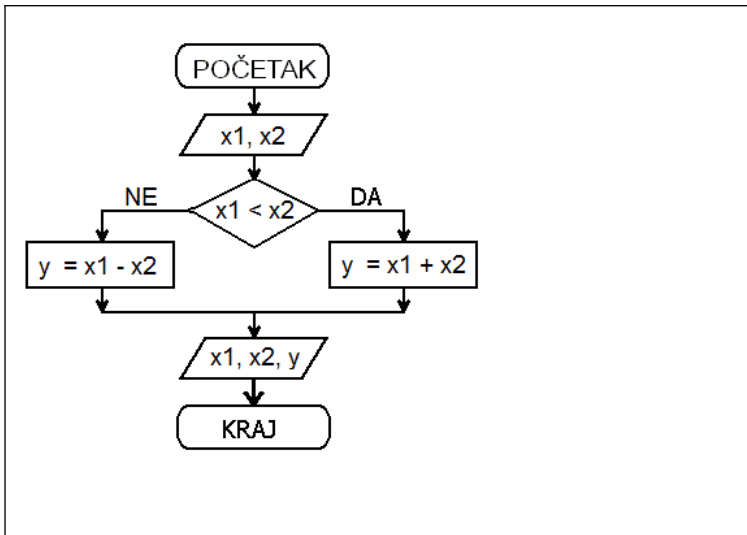 POČETAK
x1, x2
NE
DA
x1 < x2
y = x1 - x2
y = x1 + x2
x1, x2, y
KRAJ